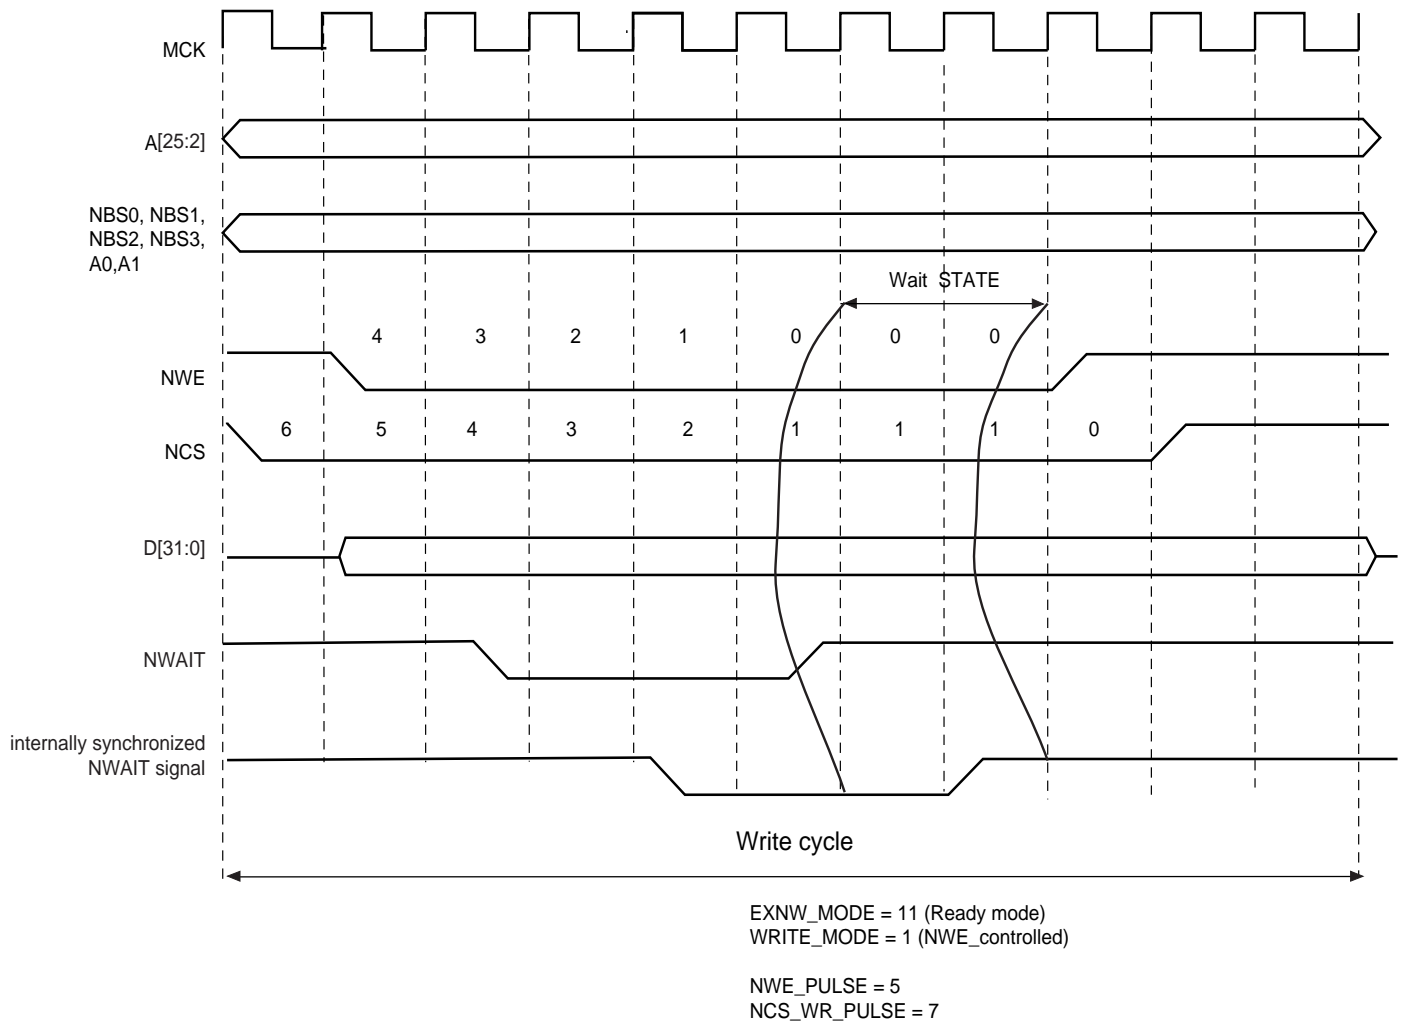 MCK
A[25:2]
NBS0, NBS1,
NBS2, NBS3,
A0,A1
Wait STATE
4 3 2 1 0 0 0
NWE
6 5 4 3 2 1 1 1 0
NCS
D[31:0]
NWAIT
internally synchronized
NWAIT signal
Write cycle
EXNW_MODE = 11 (Ready mode)
WRITE_MODE = 1 (NWE_controlled)
NWE_PULSE = 5
NCS_WR_PULSE = 7